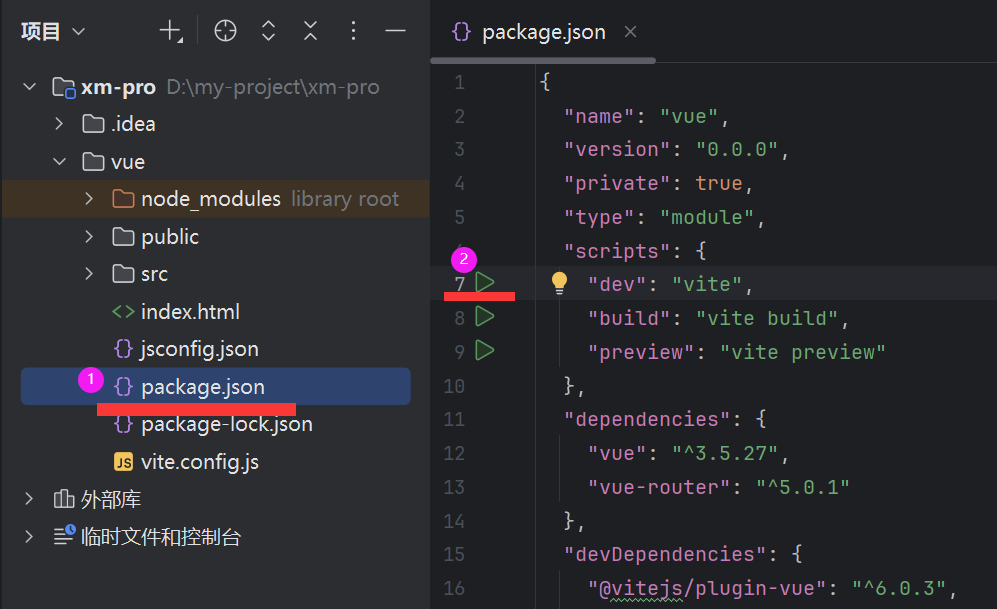 项目
package.json
xm-pro D:\my-project\xm-pro
.idea
vue
node_modules library root
public
src
index.html
jsconfig.json
1 package.json
package-lock.json
JS vite.config.js
外部库
临时文件和控制台
1 {
2 "name": "vue",
3 "version": "0.0.0",
4 "private": true,
5 "type": "module",
"scripts": {
2
7 "dev": "vite",
8 "build": "vite build",
9 "preview": "vite preview"
10 },
11 "dependencies": {
12 "vue": "^3.5.27",
13 "vue-router": "^5.0.1"
14 },
15 "devDependencies": {
16 "@vitejs/plugin-vue": "^6.0.3",